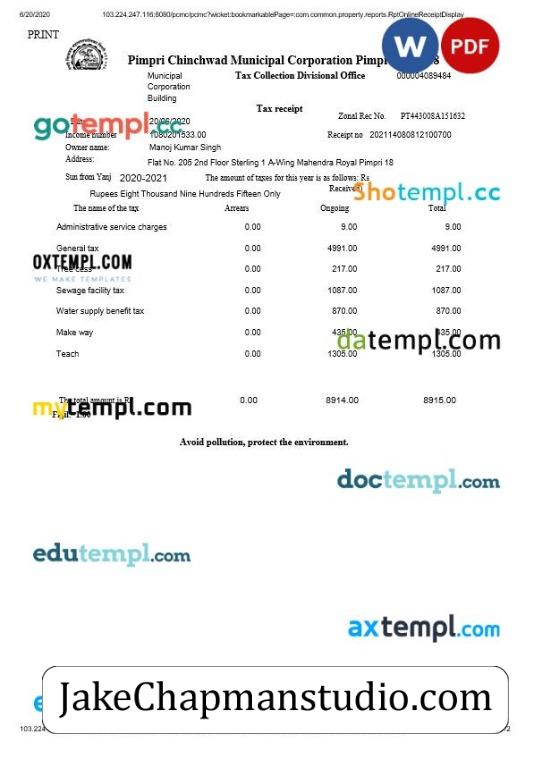 6/20/2020 103.224.247.116:8080/pcmc/pcmc?wicket:bookmarkablePage=:com.common.property.reports.RptOnlineReceiptDisplay
PRINT
W PDF
Pimpri Chinchwad Municipal Corporation Pimpri 18
Municipal Tax Collection Divisional Office 000004089484
Corporation
Building
Tax receipt
Zonal Rec No. PT443008A151632
gotempl.cc
Date 20/06/2020
Income number 1080201533.00 Receipt no 202114080812100700
Owner name: Manoj Kumar Singh
Address: Flat No. 205 2nd Floor Sterling 1 A-Wing Mahendra Royal Pimpri 18
Sun from Yanj 2020-2021 The amount of taxes for this year is as follows: Rs
Received
Shotempl.cc
Rupees Eight Thousand Nine Hundreds Fifteen Only
The name of the tax Arrears Ongoing Total
Administrative service charges 0.00 9.00 9.00
General tax 0.00 4991.00 4991.00
OXTEMPL.COM
Tree cess 0.00 217.00 217.00
WE MAKE TEMPLATES
Sewage facility tax 0.00 1087.00 1087.00
Water supply benefit tax 0.00 870.00 870.00
Make way 0.00 435.00 435.00
datempl.com
Teach 0.00 1305.00 1305.00
The total amount is Rs 0.00 8914.00 8915.00
mytempl.com
1.00
Avoid pollution, protect the environment.
doctempl.com
edutempl.com
axtempl.com
JakeChapmanstudio.com
103.224